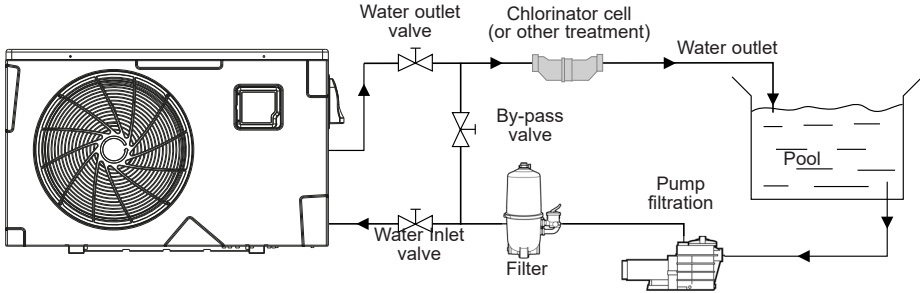 Water outlet
valve
Chlorinator cell
(or other treatment)
Water outlet
By-pass
valve
Pool
Pump
filtration
Water Inlet
valve
Filter